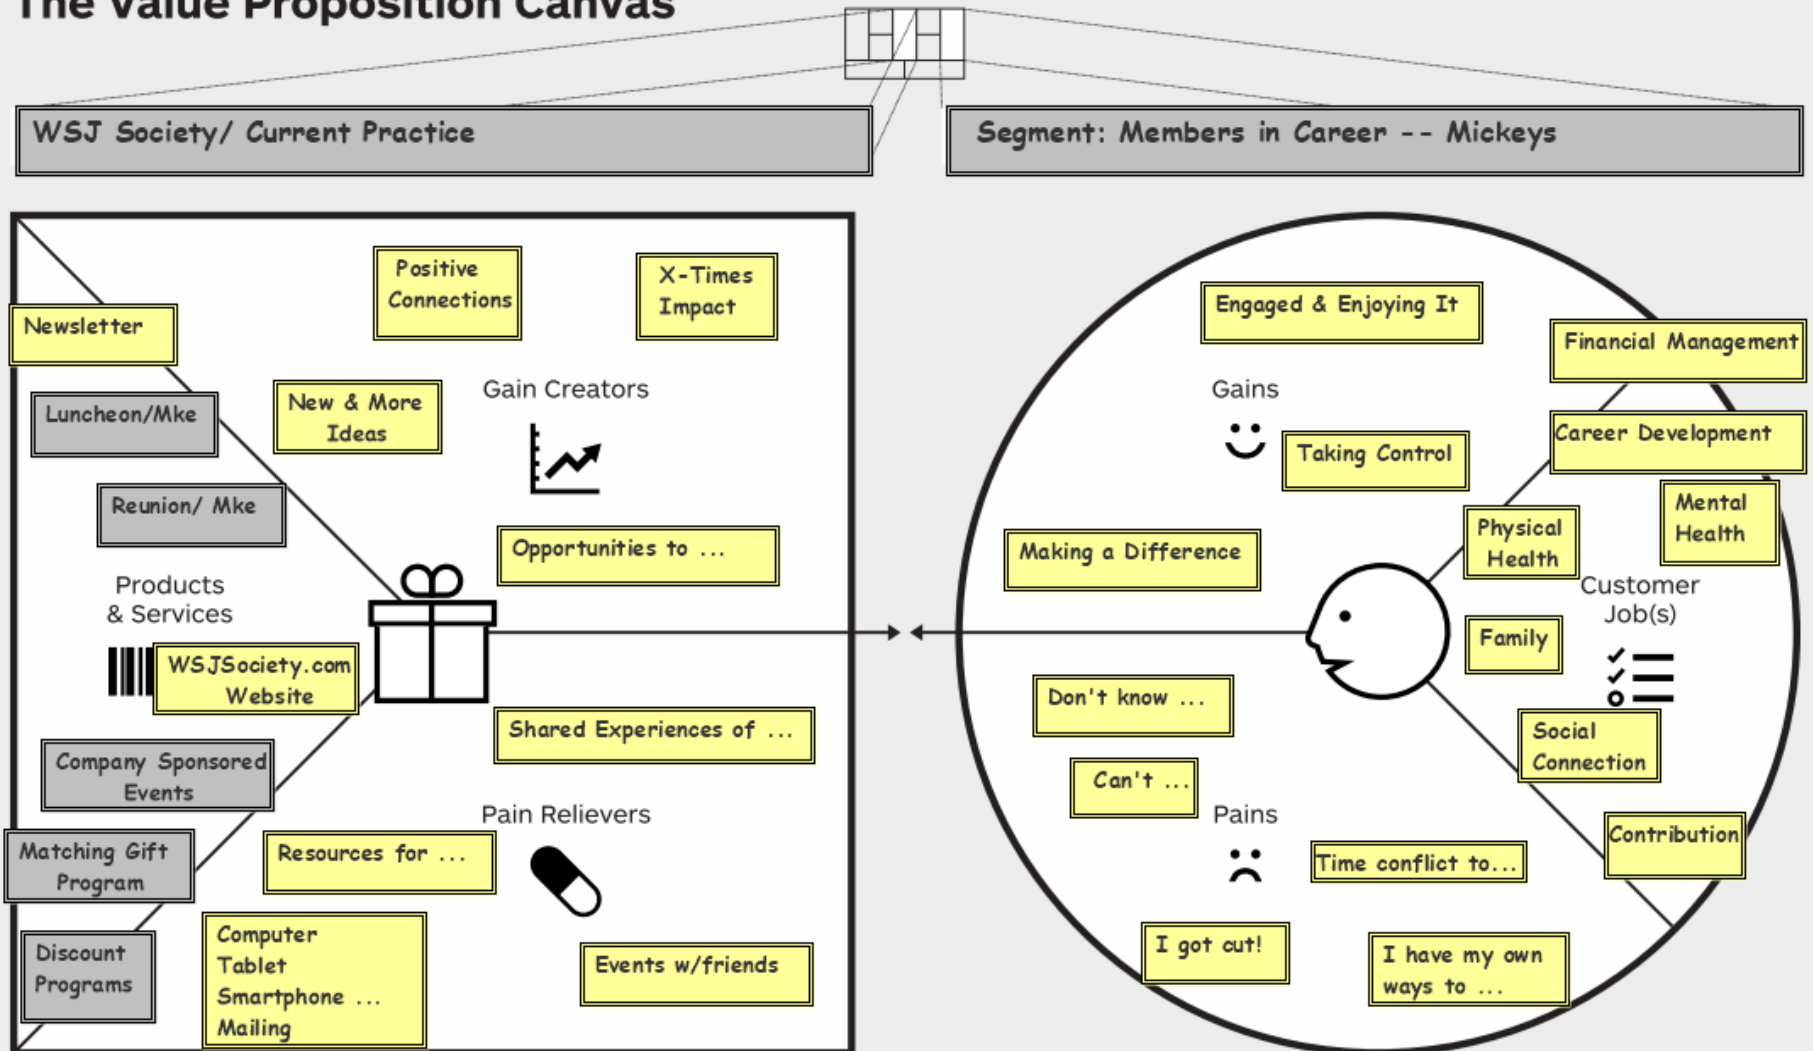 The Value Proposition Canvas
WSJ Society/ Current Practice
Segment: Members in Career -- Mickeys
Positive
Connections
X-Times
Impact
Newsletter
Luncheon/Mke
New & More
Ideas
Gain Creators
Reunion/ Mke
Opportunities to ...
Products
& Services
WSJSociety.com
Website
Shared Experiences of ...
Company Sponsored
Events
Pain Relievers
Matching Gift
Program
Resources for ...
Discount
Programs
Computer
Tablet
Smartphone ...
Mailing
Events w/friends
Engaged & Enjoying It
Financial Management
Gains
Career Development
Taking Control
Mental
Health
Physical
Health
Making a Difference
Customer
Job(s)
Family
Don't know ...
Social
Connection
Can't ...
Pains
Contribution
Time conflict to...
I got cut!
I have my own
ways to ...